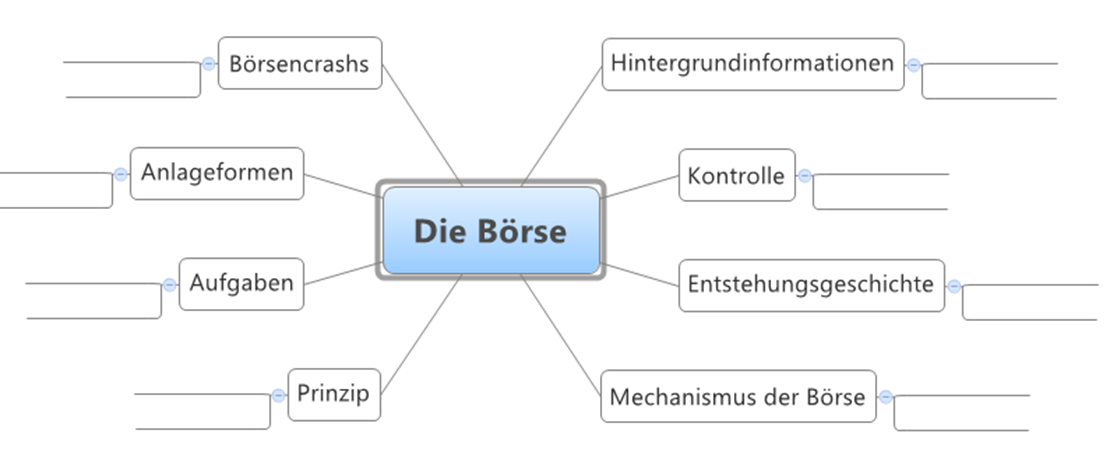 Börsencrashs
Hintergrundinformationen
Anlageformen
Kontrolle
Die Börse
Aufgaben
Entstehungsgeschichte
Prinzip
Mechanismus der Börse